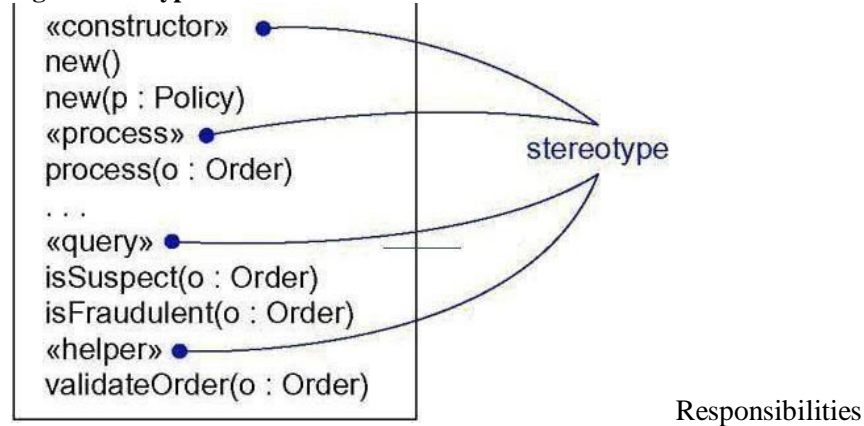 «constructor»
new()
new(p : Policy)
«process»
process(o : Order)
. . .
«query»
isSuspect(o : Order)
isFraudulent(o : Order)
«helper»
validateOrder(o : Order)
stereotype
Responsibilities